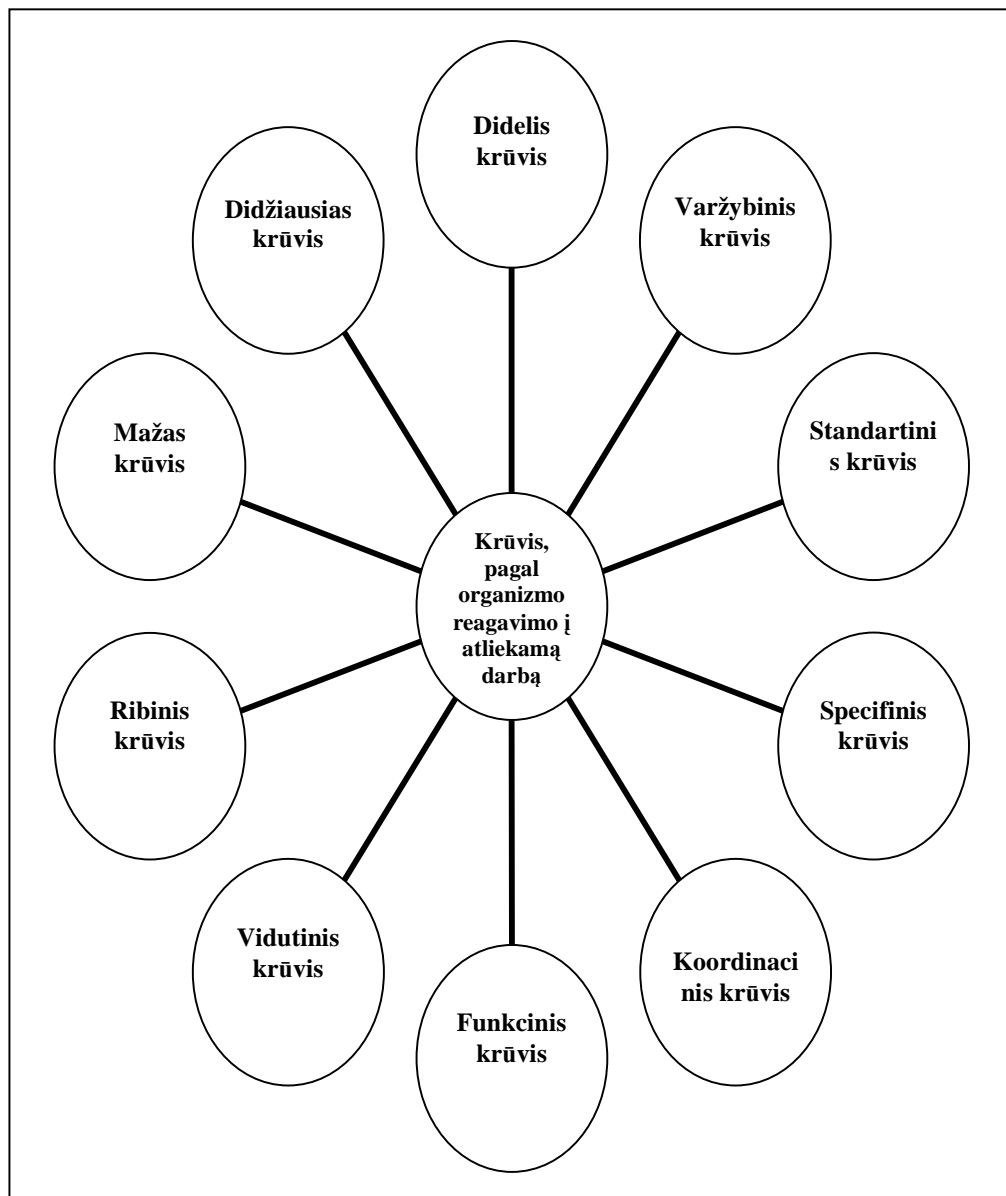 Didelis
krūvis
Varžybinis
krūvis
Standartini
s krūvis
Specifinis
krūvis
Koordinaci
nis krūvis
Funkcinis
krūvis
Vidutinis
krūvis
Ribinis
krūvis
Mažas
krūvis
Didžiausias
krūvis
Krūvis,
pagal
organizmo
reagavimo į
atliekamą
darbą